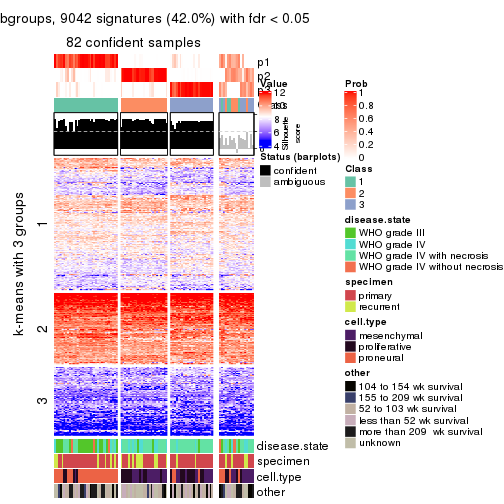 bgroups, 9042 signatures (42.0%) with fdr < 0.05
82 confident samples
p1
p2
Value
12
10
8
6
4
Silhouette
score
Status (barplots)
confident
ambiguous
Prob
1
0.8
0.6
0.4
0.2
0
Class
1
2
3
disease.state
WHO grade III
WHO grade IV
WHO grade IV with necrosis
WHO grade IV without necrosis
specimen
primary
recurrent
cell.type
mesenchymal
proliferative
proneural
other
104 to 154 wk survival
155 to 209 wk survival
52 to 103 wk survival
less than 52 wk survival
more than 209 wk survival
unknown
k-means with 3 groups
1
2
3
disease.state
specimen
cell.type
other